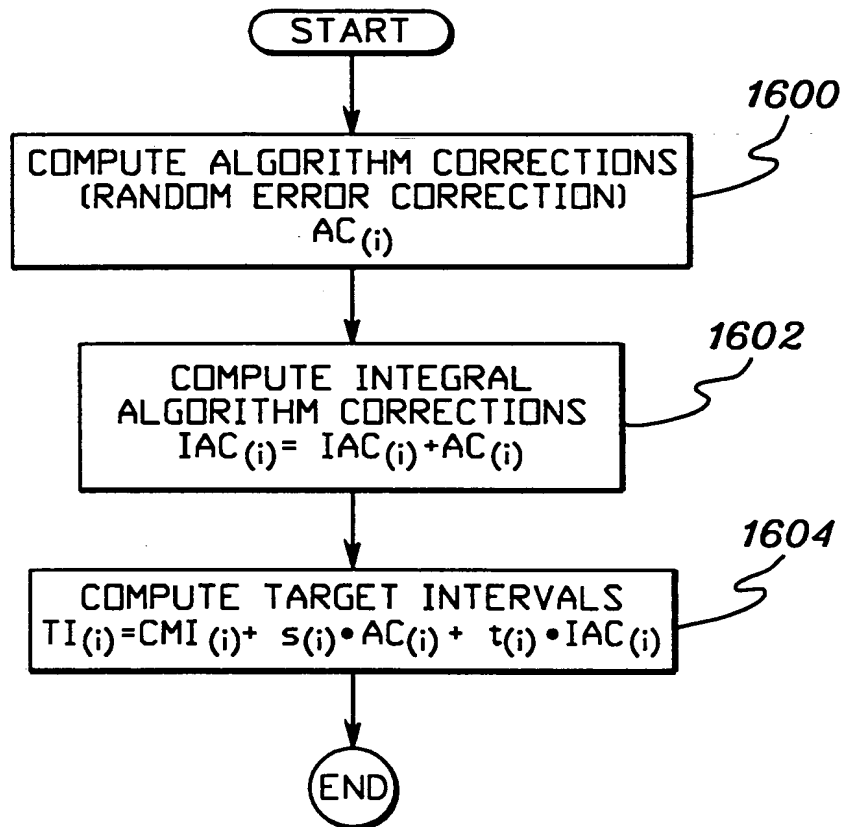 START
1600
COMPUTE ALGORITHM CORRECTIONS
(RANDOM ERROR CORRECTION)
AC(i)
1602
COMPUTE INTEGRAL
ALGORITHM CORRECTIONS
IAC(i)= IAC(i)+AC(i)
1604
COMPUTE TARGET INTERVALS
TI(i)=CMI(i)+ s(i)•AC(i)+ t(i)•IAC(i)
END